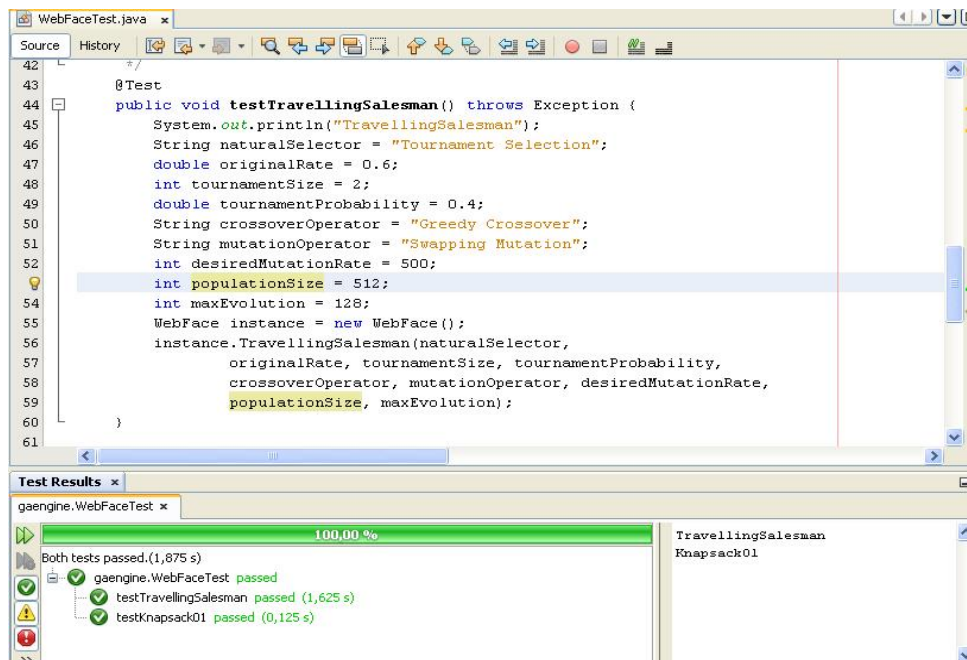 WebFaceTest.java x
Source History
42 */
43 @Test
44 public void testTravellingSalesman() throws Exception {
45 System.out.println("TravellingSalesman");
46 String naturalSelector = "Tournament Selection";
47 double originalRate = 0.6;
48 int tournamentSize = 2;
49 double tournamentProbability = 0.4;
50 String crossoverOperator = "Greedy Crossover";
51 String mutationOperator = "Swapping Mutation";
52 int desiredMutationRate = 500;
int populationSize = 512;
54 int maxEvolution = 128;
55 WebFace instance = new WebFace();
56 instance.TravellingSalesman(naturalSelector,
57 originalRate, tournamentSize, tournamentProbability,
58 crossoverOperator, mutationOperator, desiredMutationRate,
59 populationSize, maxEvolution);
60 }
61
Test Results x
gaengine.WebFaceTest x
100,00 %
Both tests passed.(1,875 s)
gaengine.WebFaceTest passed
testTravellingSalesman passed (1,625 s)
testKnapsack01 passed (0,125 s)
TravellingSalesman
Knapsack01